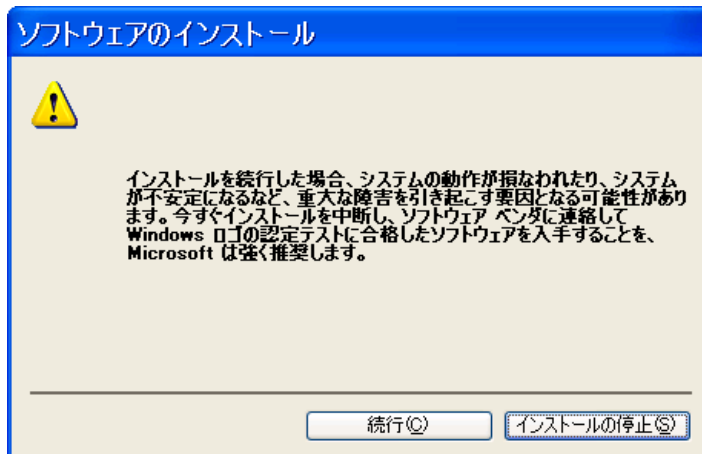 ソフトウェアのインストール
インストールを続行した場合、システムの動作が損なわれたり、システム
が不安定になるなど、重大な障害を引き起こす要因となる可能性があり
ます。今すぐインストールを中断し、ソフトウェア ベンダに連絡して
Windows ロゴの認定テストに合格したソフトウェアを入手することを、
Microsoft は強く推奨します。
続行(C)
インストールの停止(S)